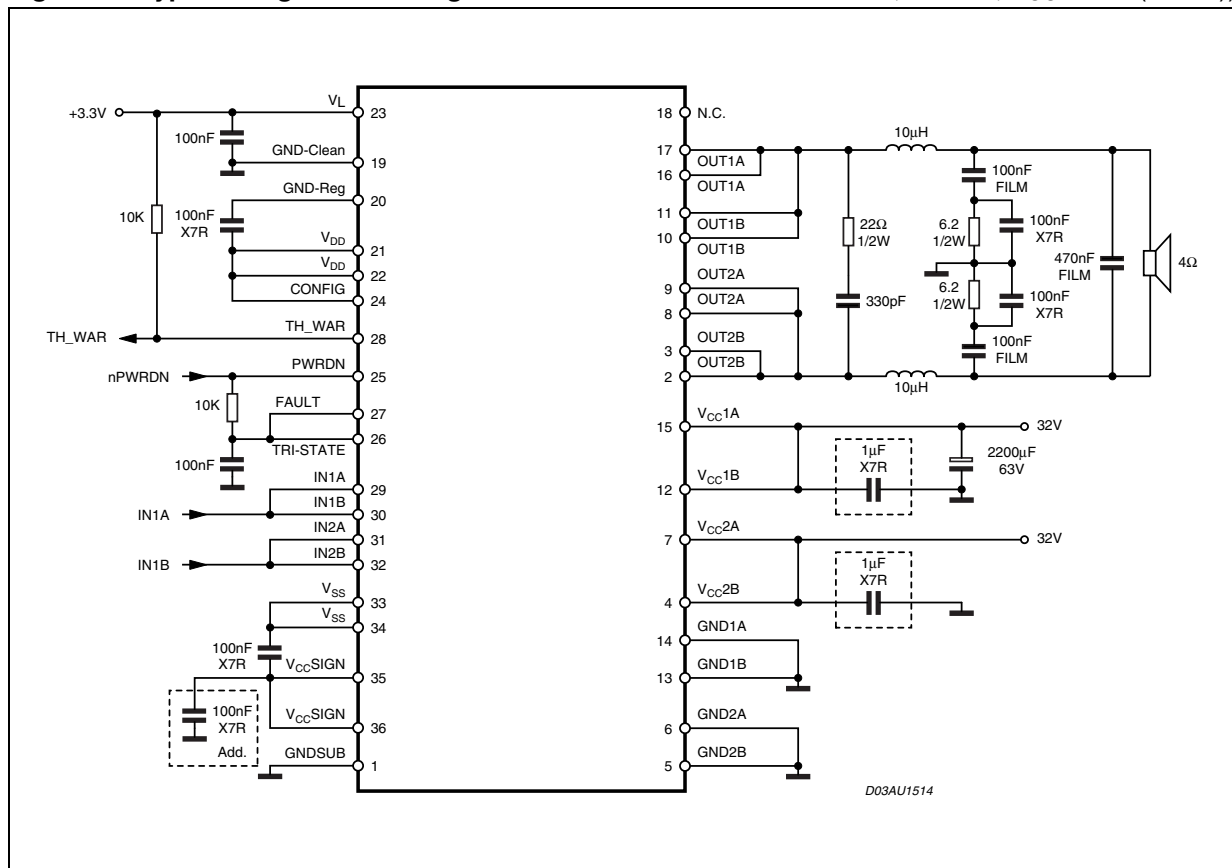 +3.3V
100nF
10K
VL
23
GND-Clean
19
GND-Reg
20
100nF
X7R
VDD
21
VDD
22
CONFIG
24
TH_WAR
TH_WAR
28
nPWRDN
PWRDN
25
10K
FAULT
27
TRI-STATE
26
100nF
IN1A
29
IN1A
IN1B
30
IN2A
31
IN1B
IN2B
32
VSS
33
VSS
34
100nF
X7R
VCCSIGN
35
100nF
X7R
Add.
VCCSIGN
36
GNDSUB
1
18
N.C.
17
OUT1A
16
OUT1A
11
OUT1B
10
OUT1B
OUT2A
9
OUT2A
8
OUT2B
3
OUT2B
2
10µH
22Ω
1/2W
330pF
100nF
FILM
6.2
1/2W
100nF
X7R
6.2
1/2W
100nF
X7R
100nF
FILM
470nF
FILM
4Ω
10µH
15
VCC1A
32V
1µF
X7R
2200µF
63V
12
VCC1B
7
VCC2A
32V
1µF
X7R
4
VCC2B
14
GND1A
13
GND1B
6
GND2A
5
GND2B
D03AU1514